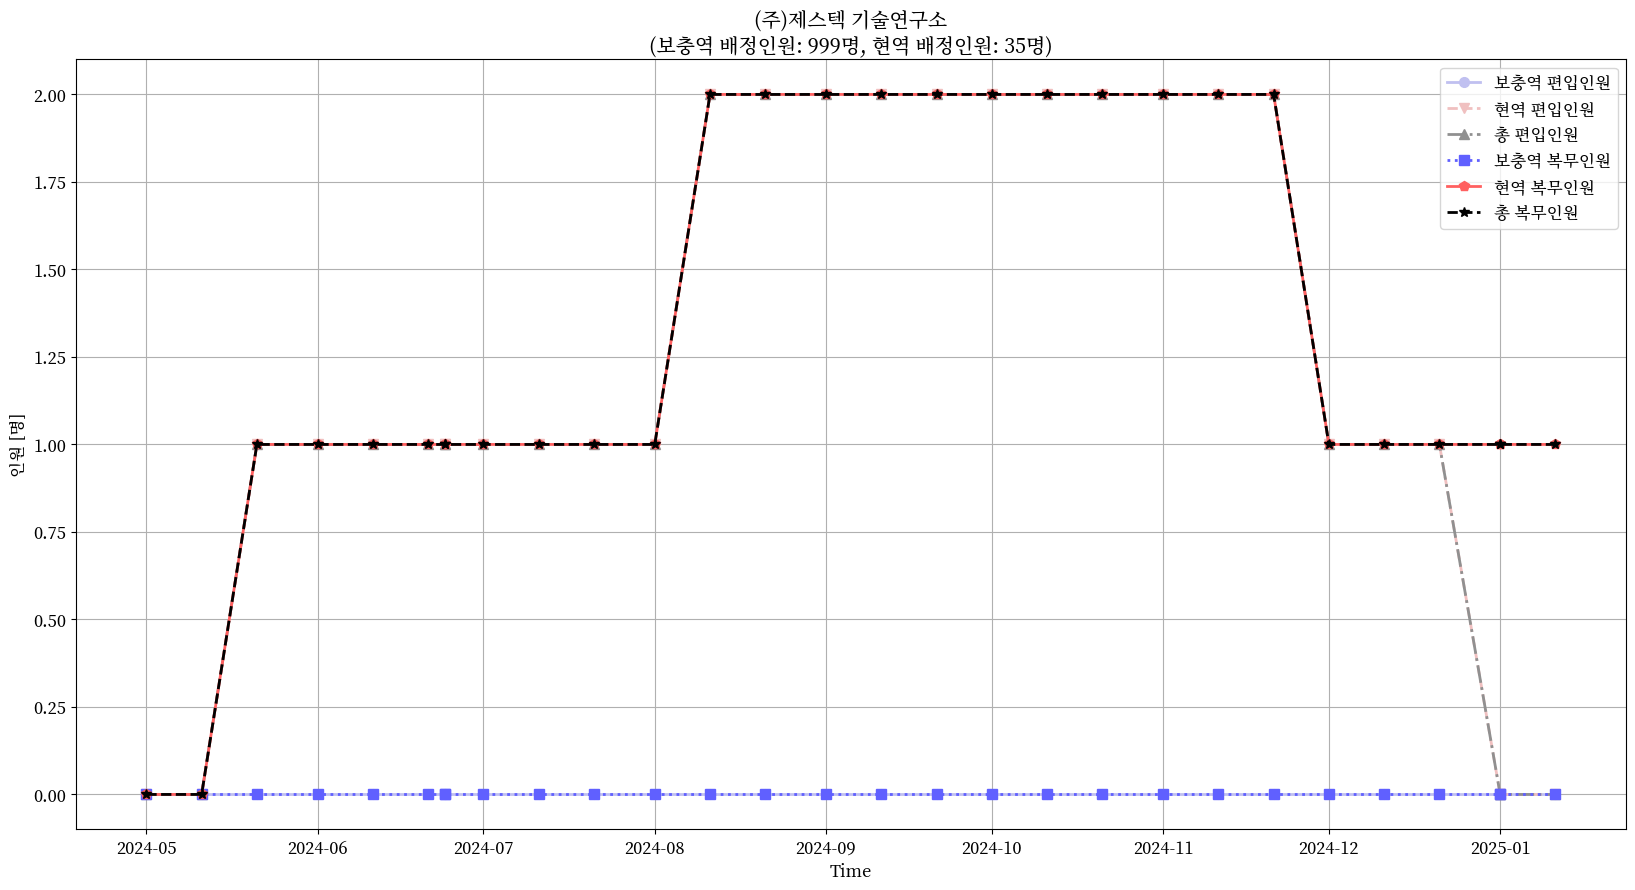 (주)제스텍 기술연구소
(보충역 배정인원: 999명, 현역 배정인원: 35명)
보충역 편입인원
현역 편입인원
총 편입인원
보충역 복무인원
현역 복무인원
총 복무인원
인원 [명]
2.00
1.75
1.50
1.25
1.00
0.75
0.50
0.25
0.00
2024-05 2024-06 2024-07 2024-08 2024-09 2024-10 2024-11 2024-12 2025-01
Time